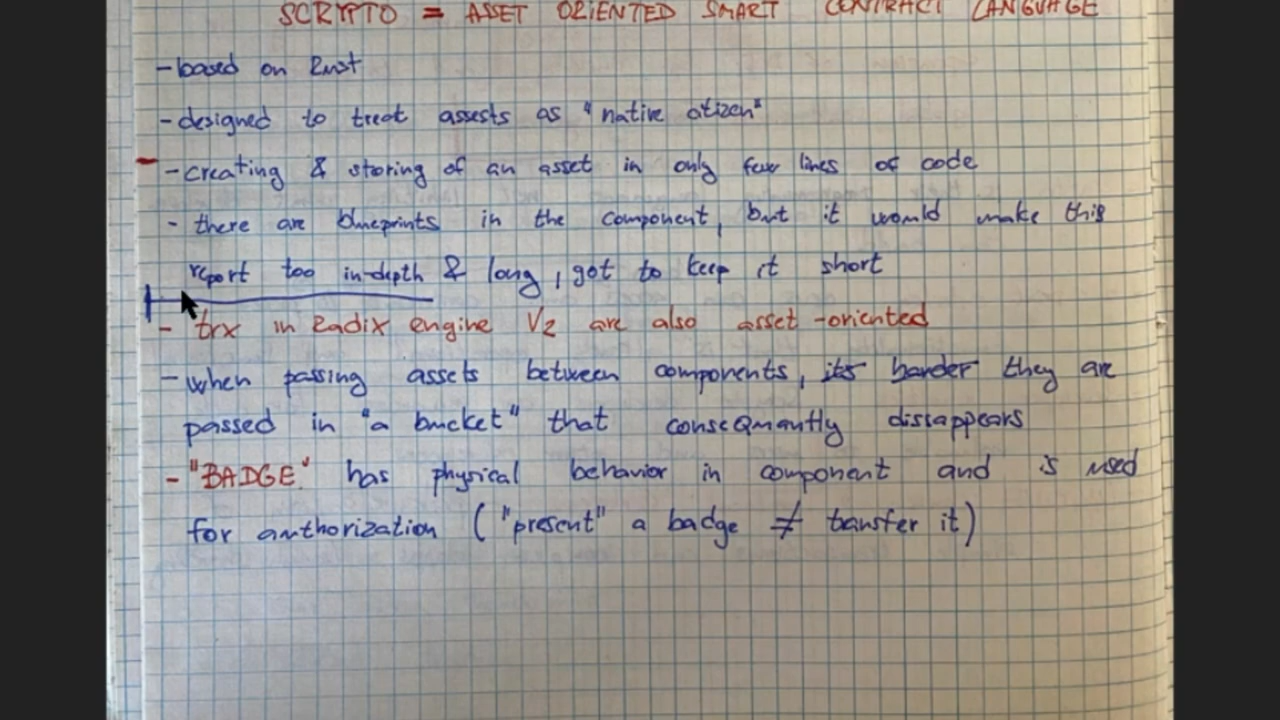 SCRYPTO = ASSET ORIENTED SMART CONTRACT LANGUAGE
- based on Rust
- designed to treat assests as "native citizen"
- creating & storing of an asset in only few lines of code
- there are blueprints in the component, but it would make this
report too in-depth & long, got to keep it short
- trx in Radix engine V2 are also asset-oriented
- when passing assets between components, its harder they are
passed in "a bucket" that conseqmantly dissappears
- "BADGE" has physical behavior in component and is used
for authorization ("present" a badge ≠ transfer it)